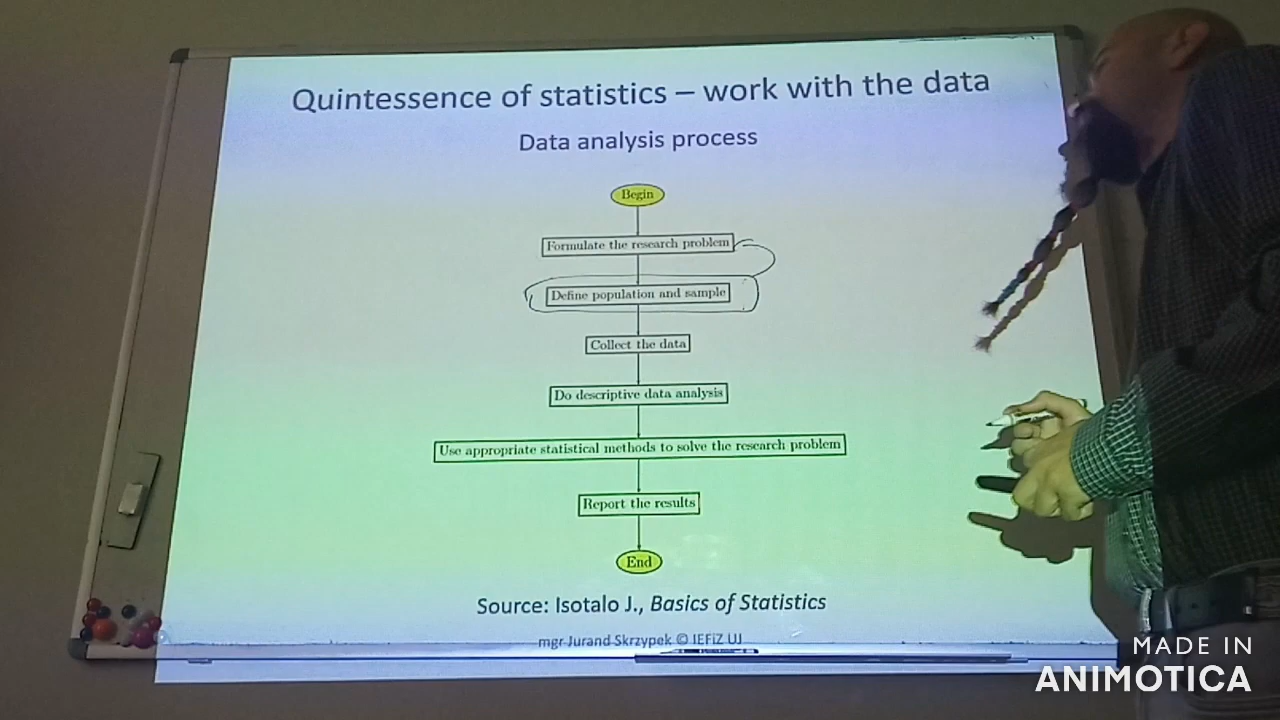 Quintessence of statistics – work with the data
Data analysis process
Begin
Formulate the research problem
Define population and sample
Collect the data
Do descriptive data analysis
Use appropriate statistical methods to solve the research problem
Report the results
End
Source: Isotalo J., Basics of Statistics
mgr Jurand Skrzypek © IEFiZ UJ
MADE IN
ANIMOTICA